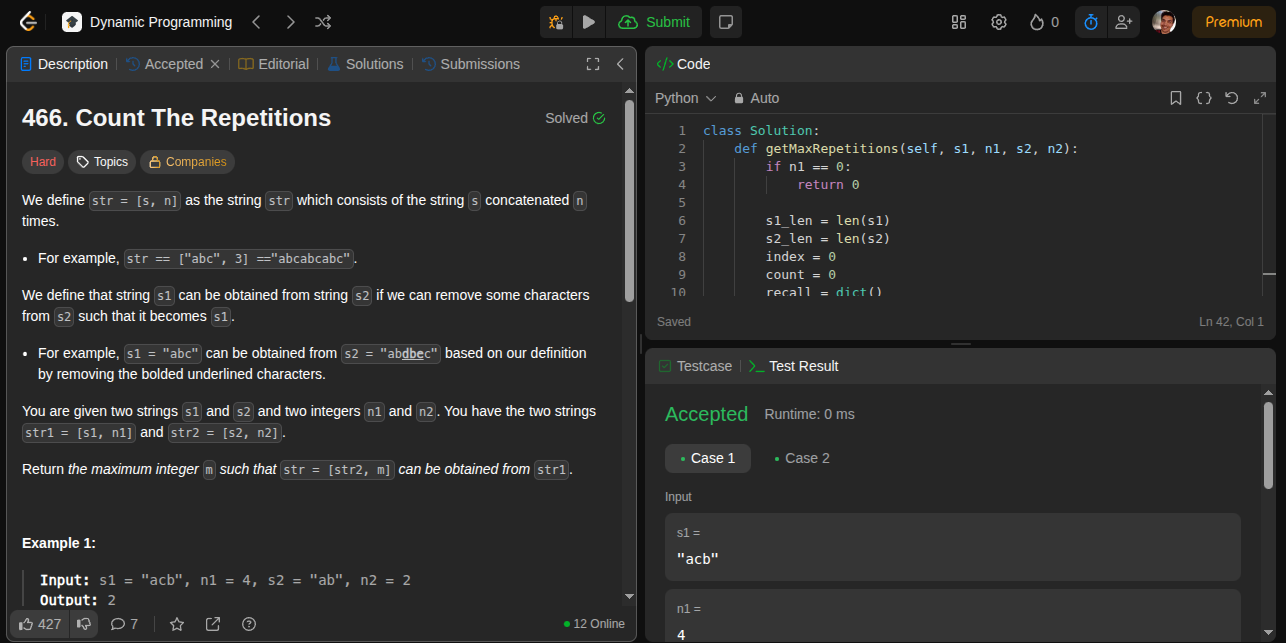 Dynamic Programming
Submit
0
Premium
Description
Accepted
Editorial
Solutions
Submissions
466. Count The Repetitions
Solved
Hard
Topics
Companies
We define str = [s, n] as the string str which consists of the string s concatenated n
times.
• For example, str == ["abc", 3] =="abcabcabc".
We define that string s1 can be obtained from string s2 if we can remove some characters
from s2 such that it becomes s1.
• For example, s1 = "abc" can be obtained from s2 = "abdbec" based on our definition
by removing the bolded underlined characters.
You are given two strings s1 and s2 and two integers n1 and n2. You have the two strings
str1 = [s1, n1] and str2 = [s2, n2].
Return the maximum integer m such that str = [str2, m] can be obtained from str1.
Example 1:
Input: s1 = "acb", n1 = 4, s2 = "ab", n2 = 2
Output: 2
427
7
12 Online
</> Code
Python
Auto
1 class Solution:
2 def getMaxRepetitions(self, s1, n1, s2, n2):
3 if n1 == 0:
4 return 0
5
6 s1_len = len(s1)
7 s2_len = len(s2)
8 index = 0
9 count = 0
10 recall = dict()
Saved
Ln 42, Col 1
Testcase
>_ Test Result
Accepted
Runtime: 0 ms
• Case 1
• Case 2
Input
s1 =
"acb"
n1 =
4